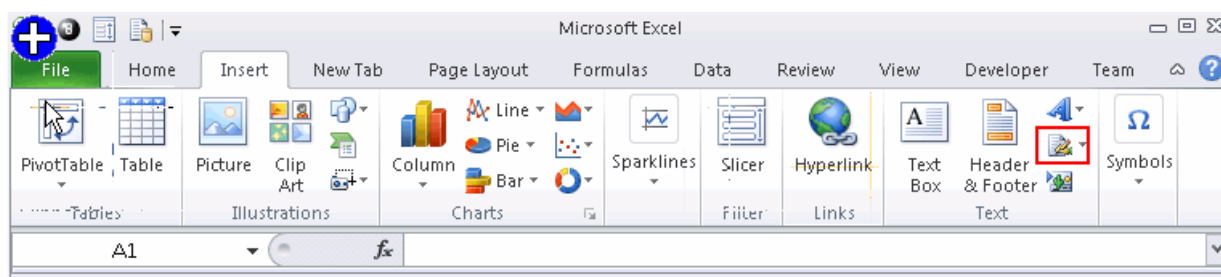 Microsoft Excel
File Home Insert New Tab Page Layout Formulas Data Review View Developer Team
PivotTable Table Picture Clip Art Column Line Pie Bar Sparklines Slicer Hyperlink Text Box Header & Footer Symbols
Tables Illustrations Charts Filter Links Text
A1 fx